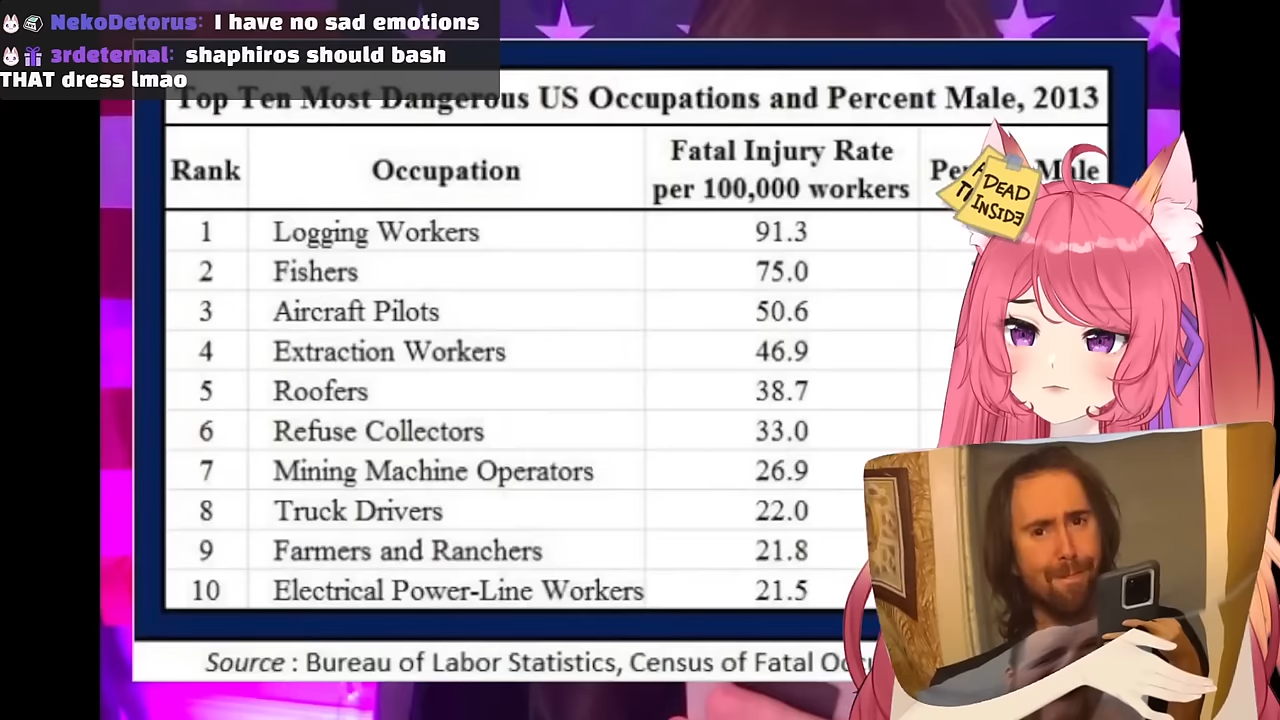 NekoDetorus: I have no sad emotions
3rdeternal: shaphiros should bash
THAT dress lmao
Top Ten Most Dangerous US Occupations and Percent Male, 2013
Rank Occupation Fatal Injury Rate per 100,000 workers Male
1 Logging Workers 91.3
2 Fishers 75.0
3 Aircraft Pilots 50.6
4 Extraction Workers 46.9
5 Roofers 38.7
6 Refuse Collectors 33.0
7 Mining Machine Operators 26.9
8 Truck Drivers 22.0
9 Farmers and Ranchers 21.8
10 Electrical Power-Line Workers 21.5
Source : Bureau of Labor Statistics, Census of Fatal
DEAD
INSIDE